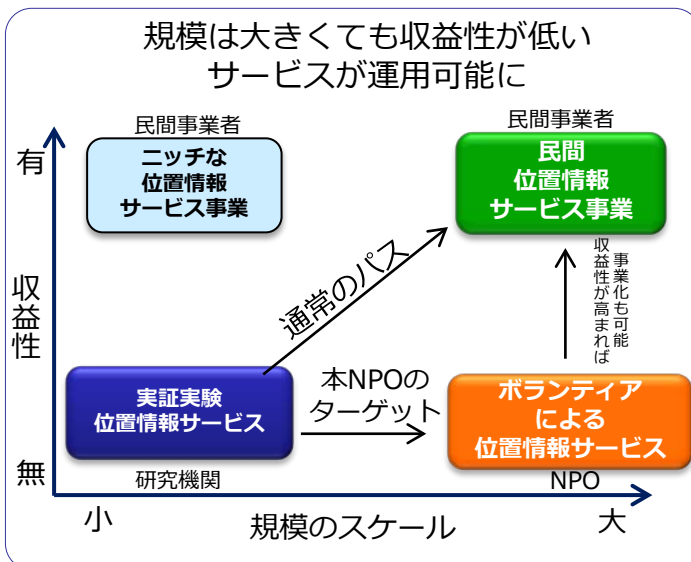 規模は大きくても収益性が低い
サービスが運用可能に
民間事業者
ニッチな
位置情報
サービス事業
民間事業者
民間
位置情報
サービス事業
有
収益性
無
通常のパス
収益性が高まれば
事業化も可能
実証実験
位置情報サービス
研究機関
本NPOの
ターゲット
ボランティア
による
位置情報サービス
NPO
小
規模のスケール
大